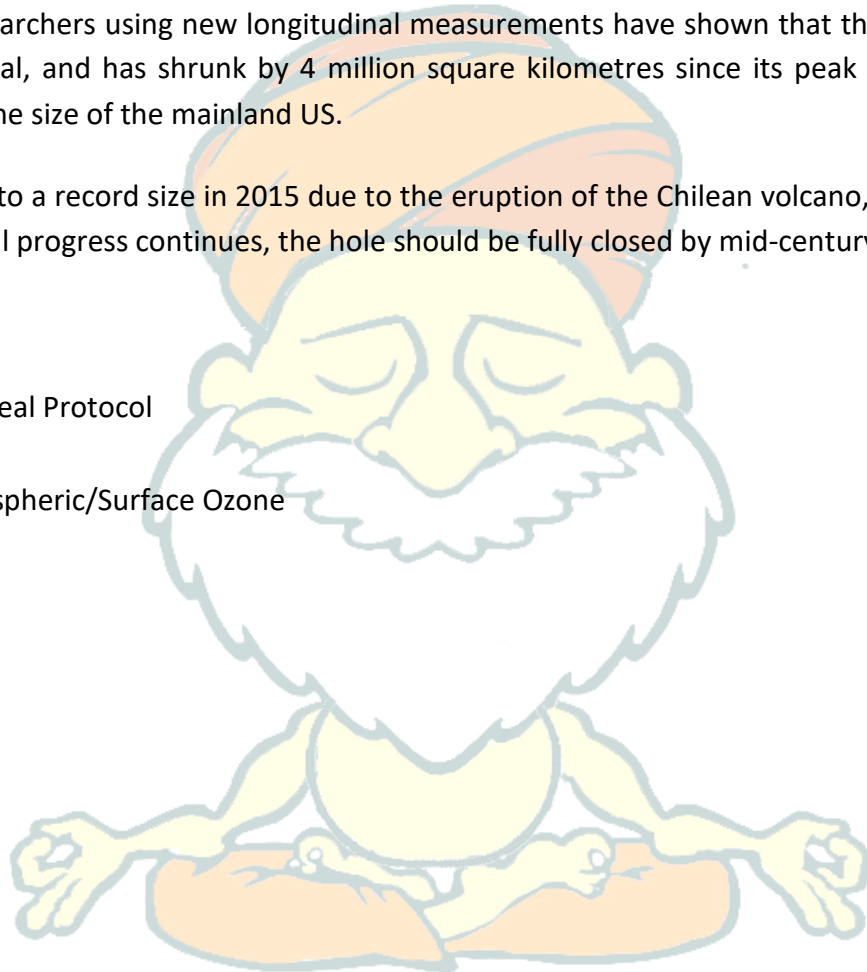 archers using new longitudinal measurements have shown that th
al, and has shrunk by 4 million square kilometres since its peak
he size of the mainland US.
to a record size in 2015 due to the eruption of the Chilean volcano,
l progress continues, the hole should be fully closed by mid-century
eal Protocol
spheric/Surface Ozone